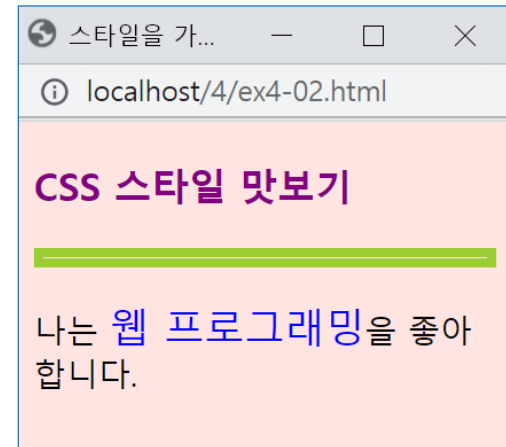 스타일을 가...
localhost/4/ex4-02.html
CSS 스타일 맛보기
나는 웹 프로그래밍을 좋아
합니다.